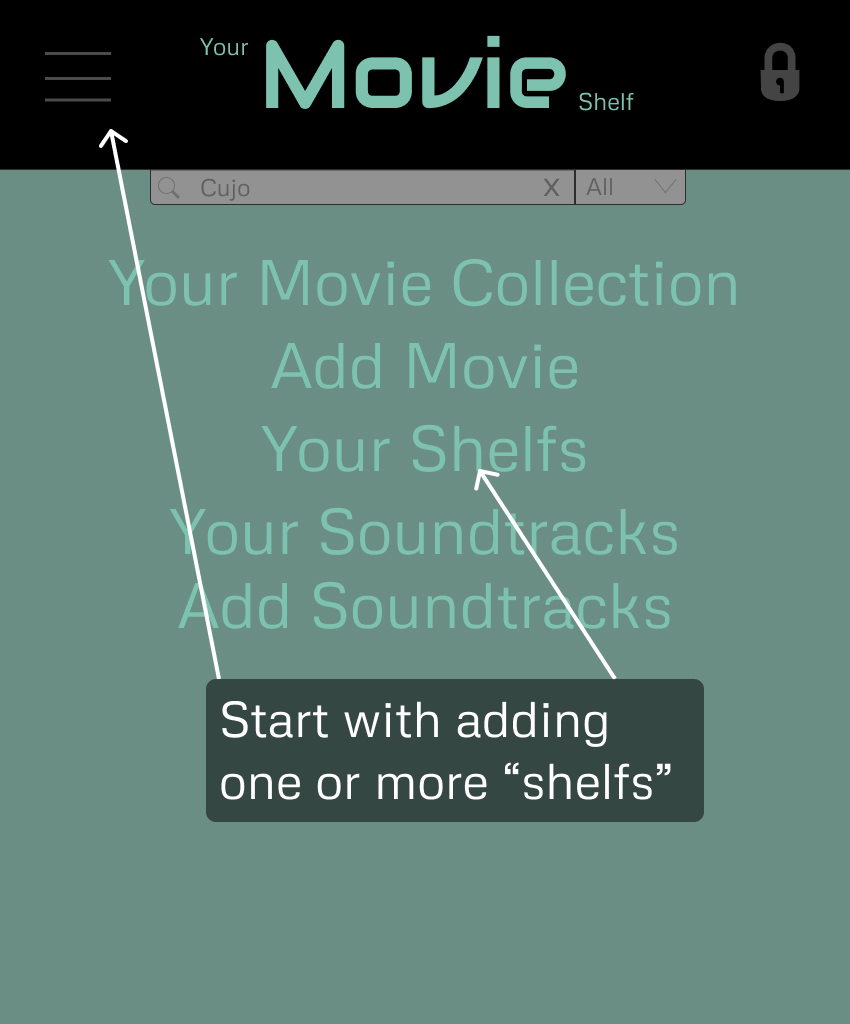 Your
Movie
Shelf
Cujo X All
Your Movie Collection
Add Movie
Your Shelfs
Your Soundtracks
Add Soundtracks
Start with adding
one or more “shelfs”